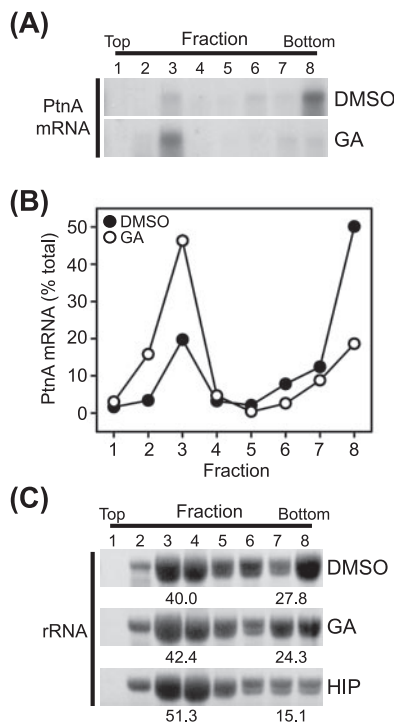 (A)
Top Fraction Bottom
1 2 3 4 5 6 7 8
PtnA mRNA
DMSO
GA
(B)
PtnA mRNA (% total)
50
40
30
20
10
0
DMSO
GA
1 2 3 4 5 6 7 8
Fraction
(C)
Top Fraction Bottom
1 2 3 4 5 6 7 8
rRNA
DMSO
40.0 27.8
GA
42.4 24.3
HIP
51.3 15.1